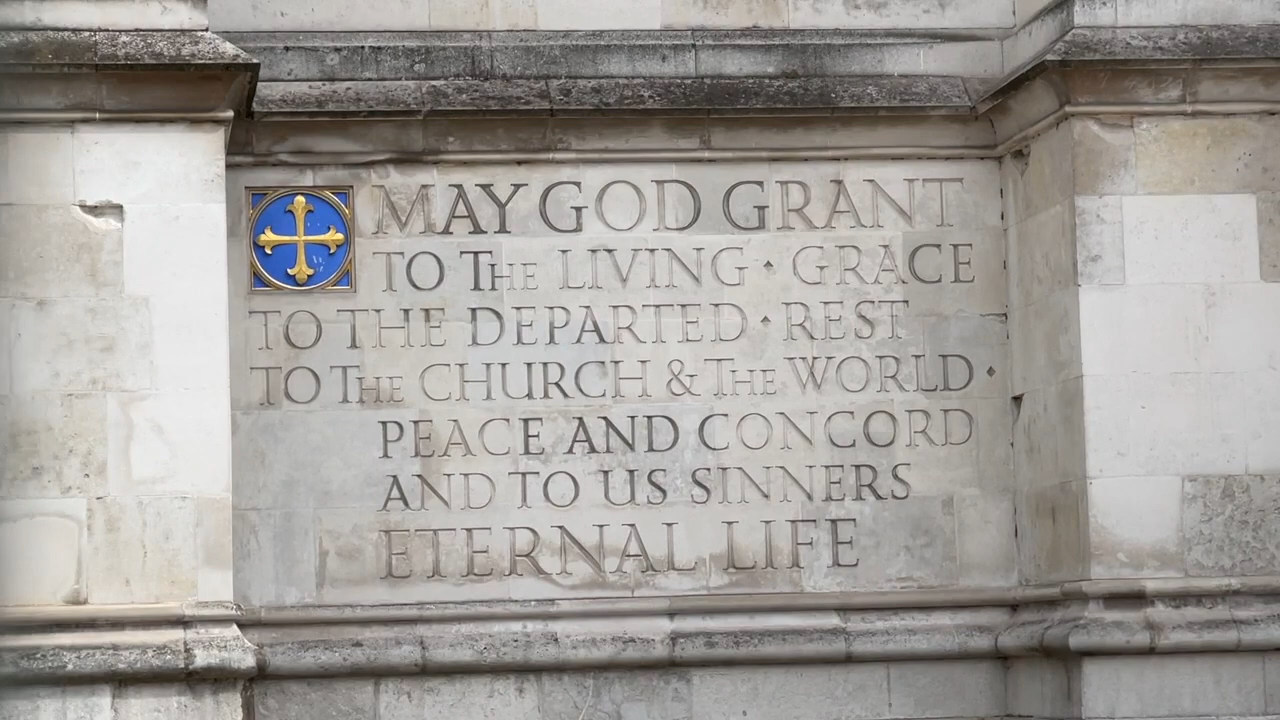 MAY GOD GRANT
TO THE LIVING · GRACE
TO THE DEPARTED · REST
TO THE CHURCH & THE WORLD ·
PEACE AND CONCORD
AND TO US SINNERS
ETERNAL LIFE